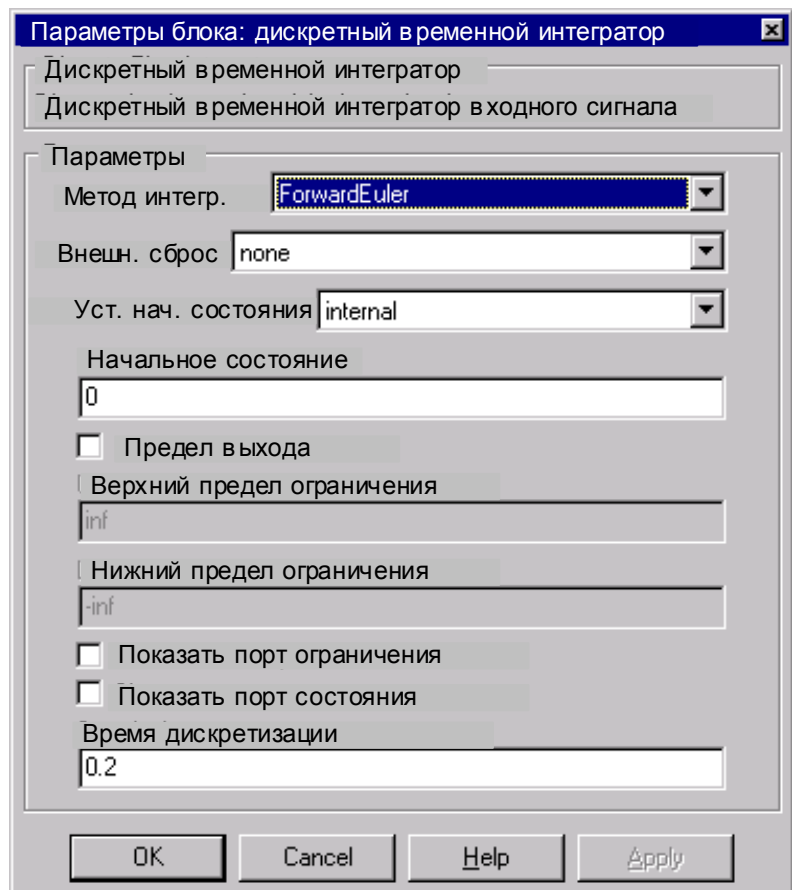 Параметры блока: дискретный временной интегратор
Дискретный временной интегратор
Дискретный временной интегратор входного сигнала
Параметры
Метод интегр. ForwardEuler
Внешн. сброс none
Уст. нач. состояния internal
Начальное состояние
0
Предел выхода
Верхний предел ограничения
inf
Нижний предел ограничения
-inf
Показать порт ограничения
Показать порт состояния
Время дискретизации
0.2
OK Cancel Help Apply